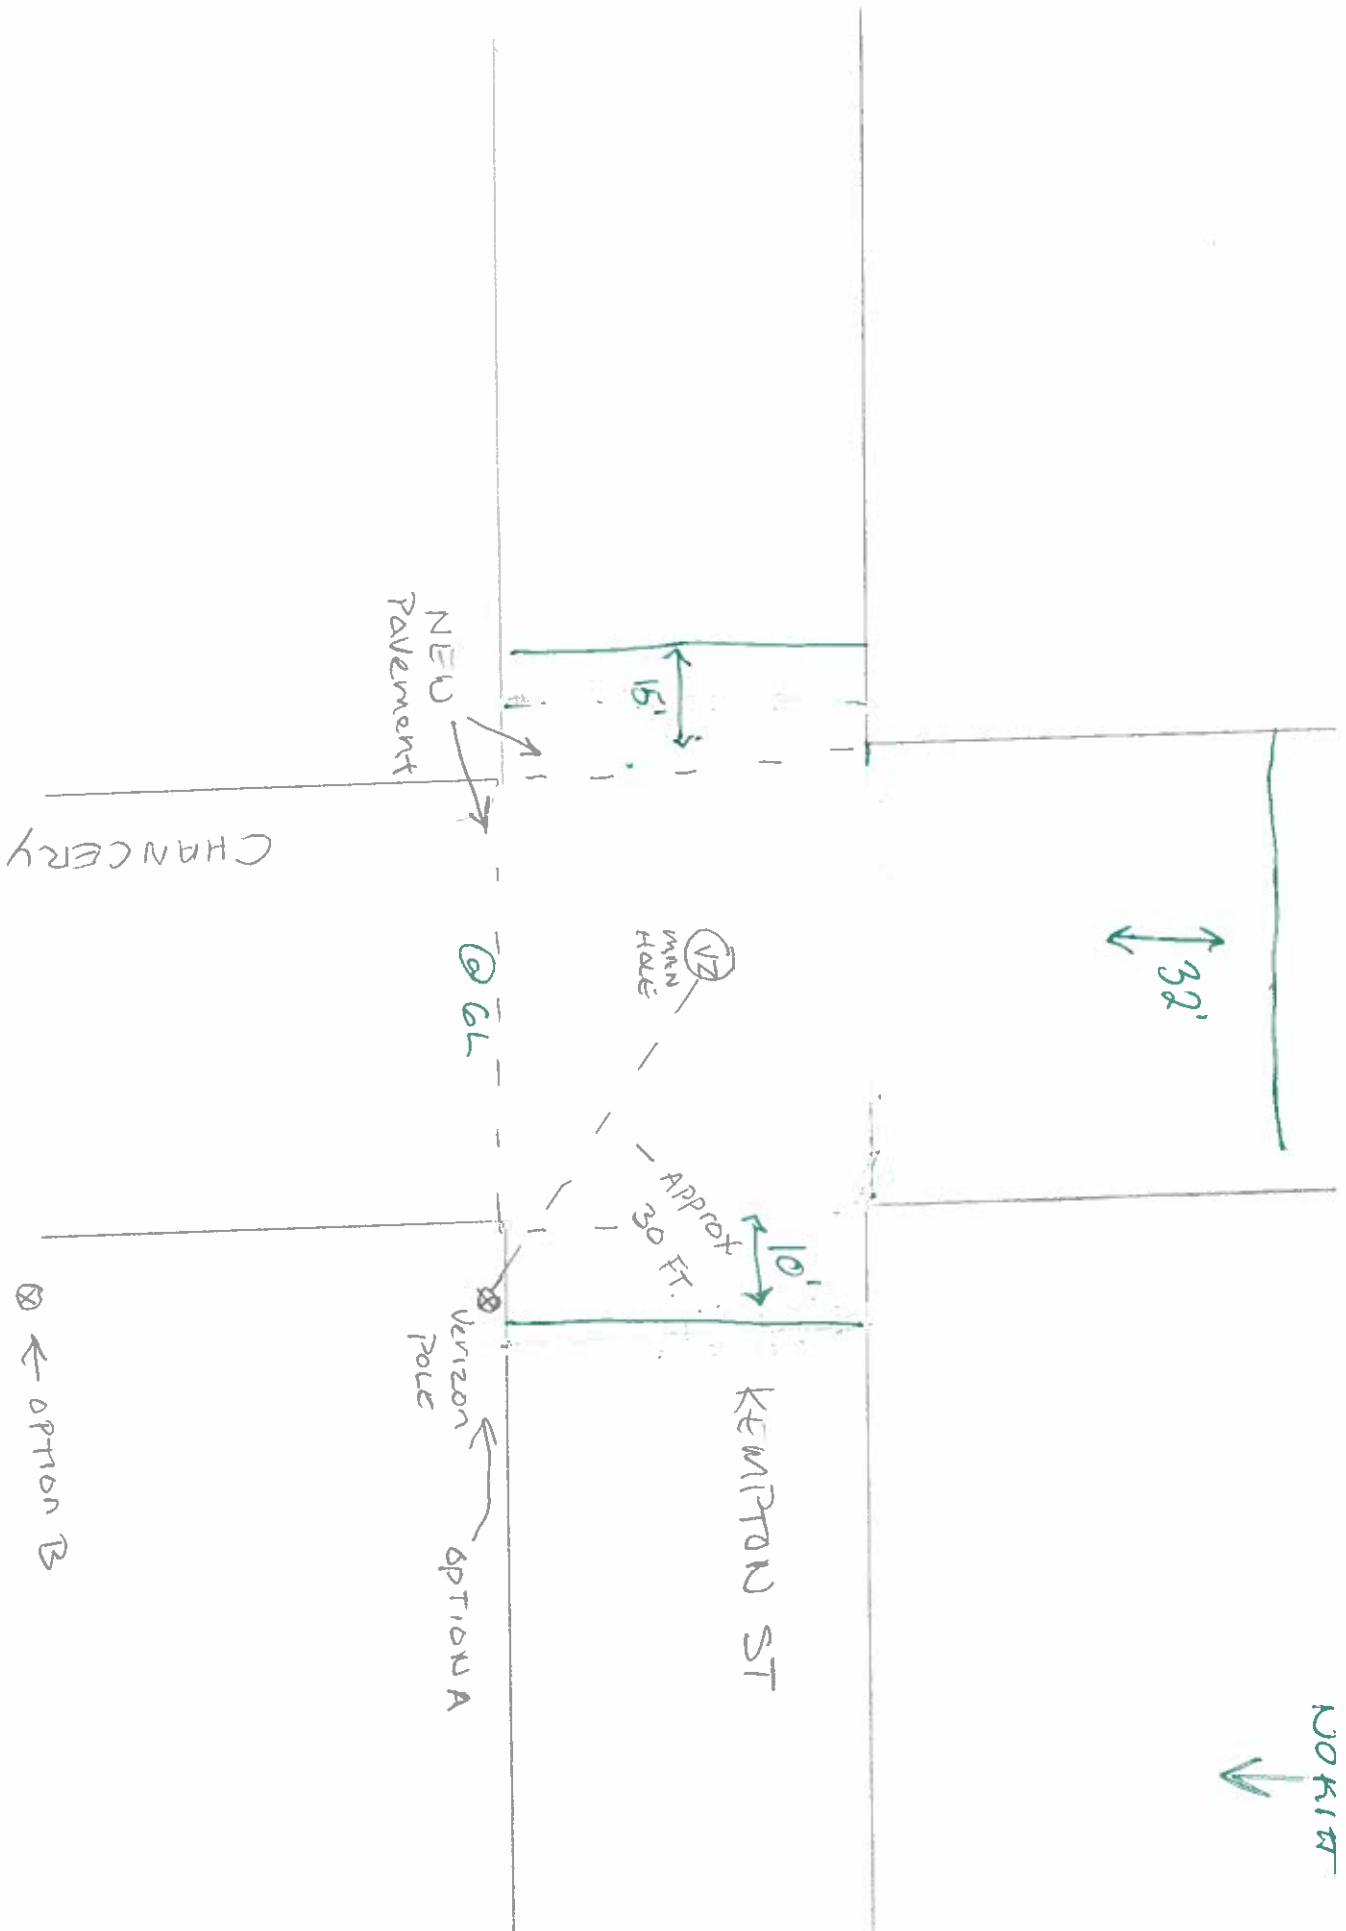 NORTH
32'
KEMPTON ST
10'
APPROX
30 FT.
VZ
MAN
HOLE
15'
@ GL
NEW
Pavement
Verizon
POLE
OPTION A
CHANCERY
← OPTION B